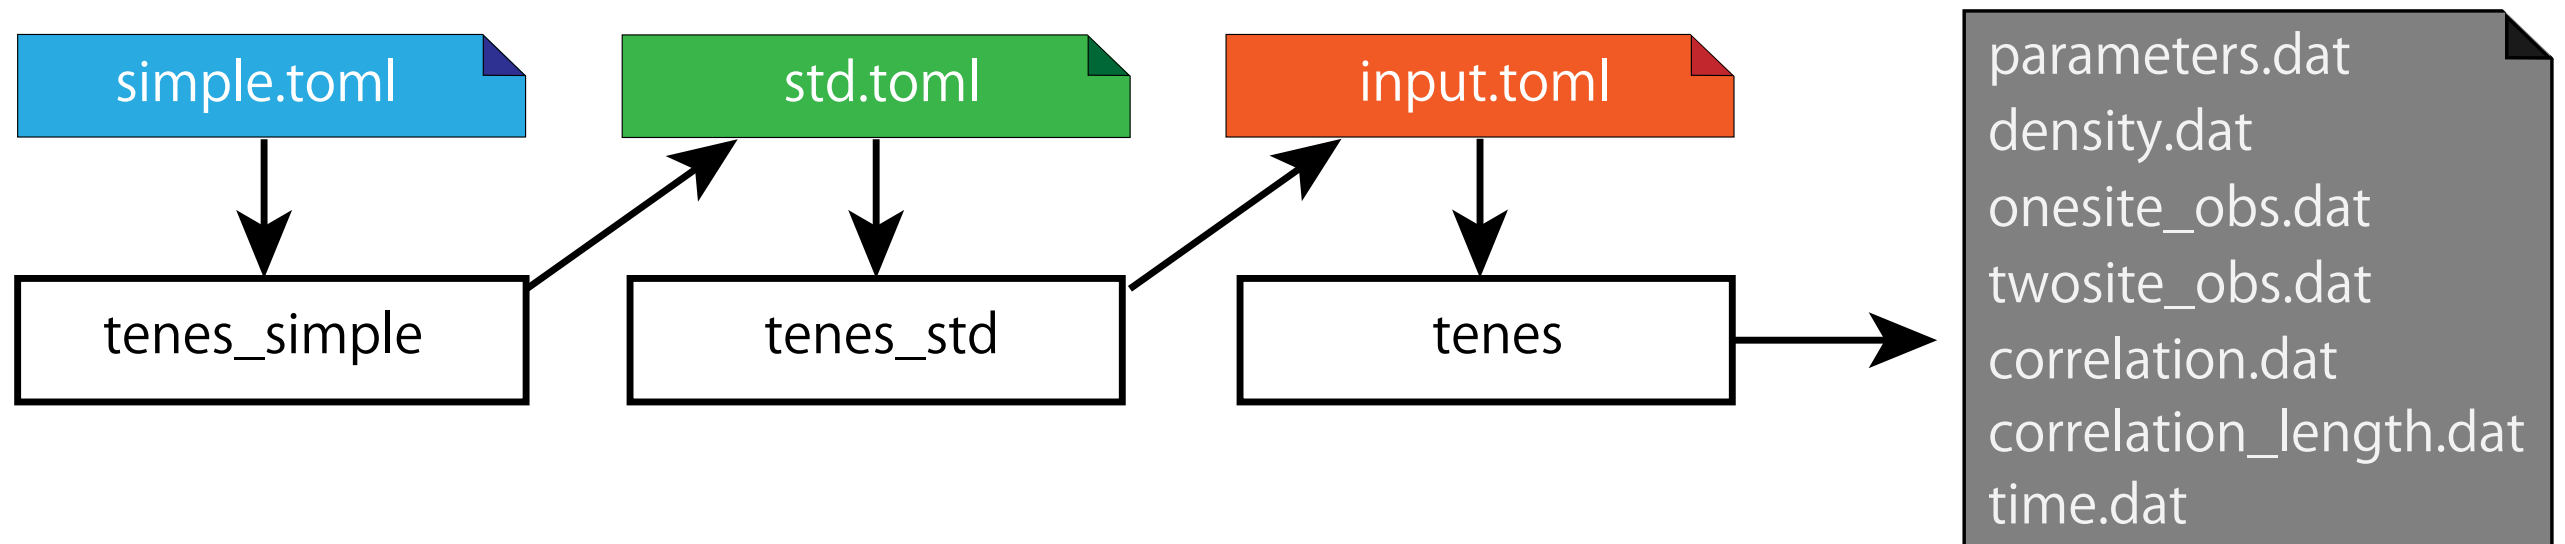 simple.toml
std.toml
input.toml
tenes_simple
tenes_std
tenes
parameters.dat
density.dat
onesite_obs.dat
twosite_obs.dat
correlation.dat
correlation_length.dat
time.dat